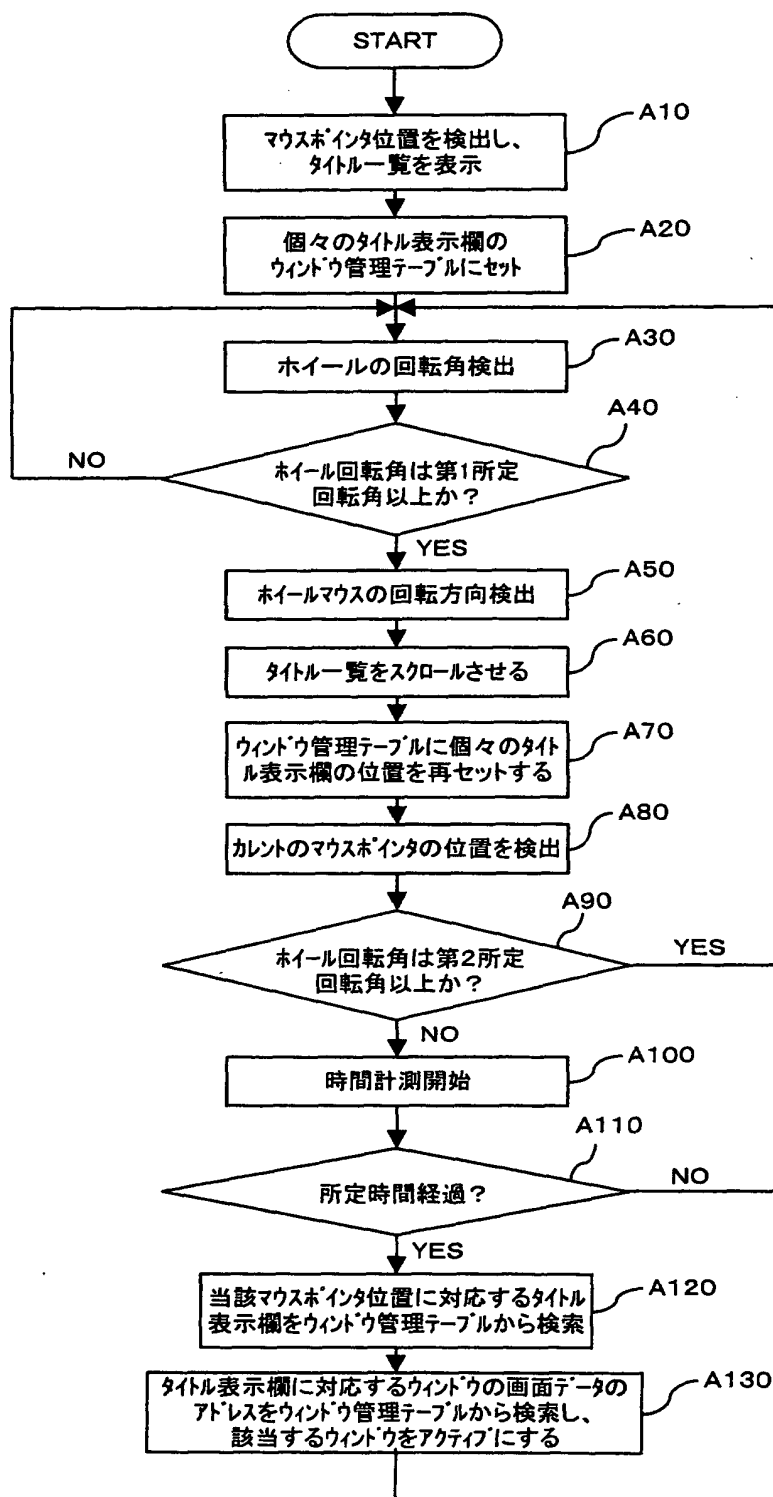 START
A10
マウスポインタ位置を検出し、
タイトル一覧を表示
A20
個々のタイトル表示欄の
ウィンドウ管理テーブルにセット
A30
ホイールの回転角検出
A40
NO
ホイール回転角は第1所定
回転角以上か？
YES
A50
ホイールマウスの回転方向検出
A60
タイトル一覧をスクロールさせる
A70
ウィンドウ管理テーブルに個々のタイト
ル表示欄の位置を再セットする
A80
カレントのマウスポインタの位置を検出
A90
ホイール回転角は第2所定
回転角以上か？
YES
NO
A100
時間計測開始
A110
所定時間経過？
NO
YES
A120
当該マウスポインタ位置に対応するタイトル
表示欄をウィンドウ管理テーブルから検索
A130
タイトル表示欄に対応するウィンドウの画面データの
アドレスをウィンドウ管理テーブルから検索し、
該当するウィンドウをアクティブにする